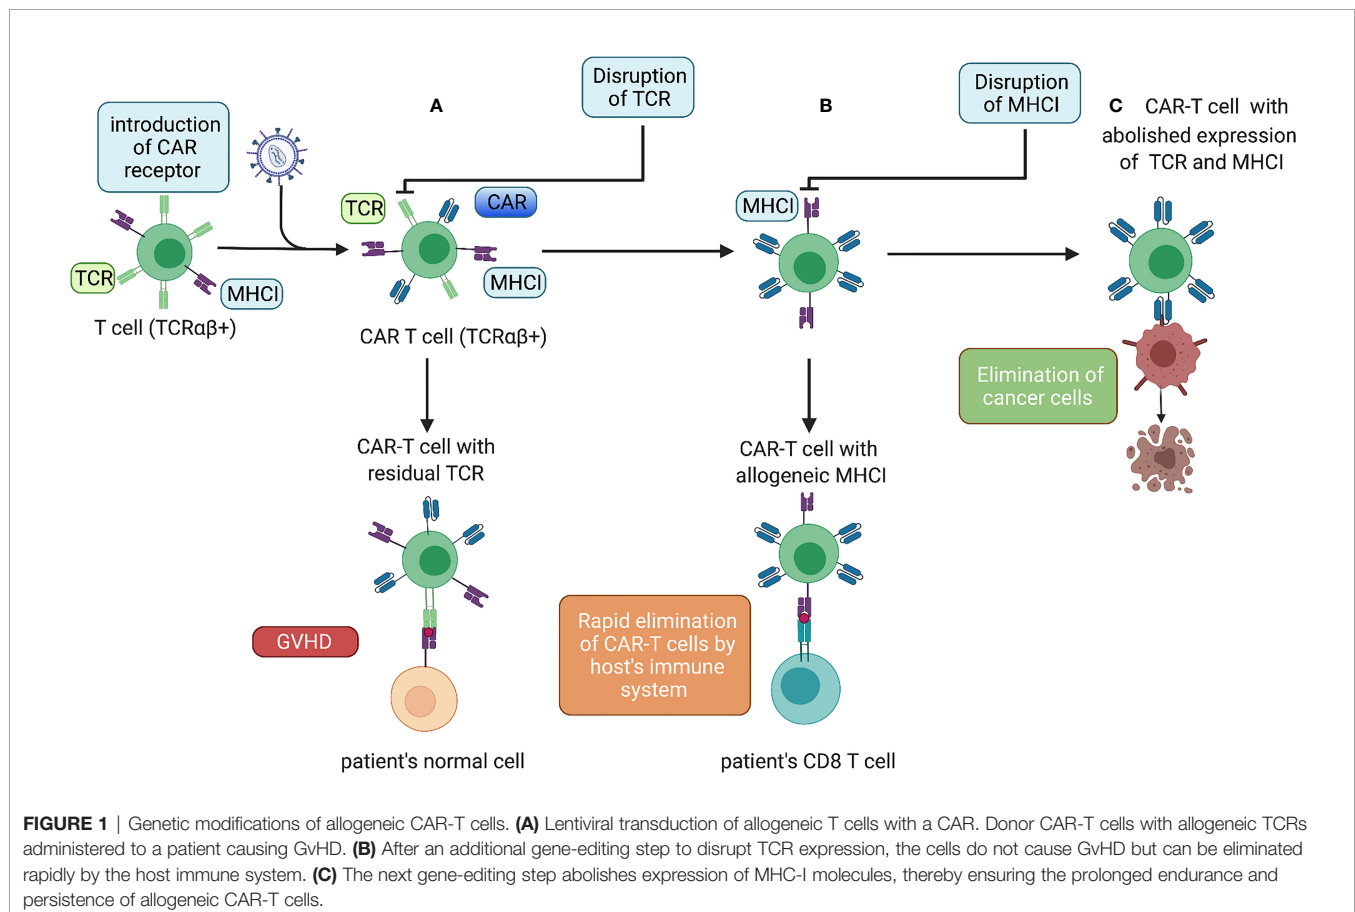 introduction
of CAR
receptor
TCR
MHCI
T cell (TCRαβ+)
A
Disruption
of TCR
TCR
CAR
MHCI
CAR T cell (TCRαβ+)
CAR-T cell with
residual TCR
GVHD
patient's normal cell
B
Disruption
of MHCI
MHCI
CAR-T cell with
allogeneic MHCI
Rapid elimination
of CAR-T cells by
host's immune
system
patient's CD8 T cell
C CAR-T cell with
abolished expression
of TCR and MHCI
Elimination of
cancer cells
FIGURE 1 | Genetic modifications of allogeneic CAR-T cells. (A) Lentiviral transduction of allogeneic T cells with a CAR. Donor CAR-T cells with allogeneic TCRs
administered to a patient causing GvHD. (B) After an additional gene-editing step to disrupt TCR expression, the cells do not cause GvHD but can be eliminated
rapidly by the host immune system. (C) The next gene-editing step abolishes expression of MHC-I molecules, thereby ensuring the prolonged endurance and
persistence of allogeneic CAR-T cells.